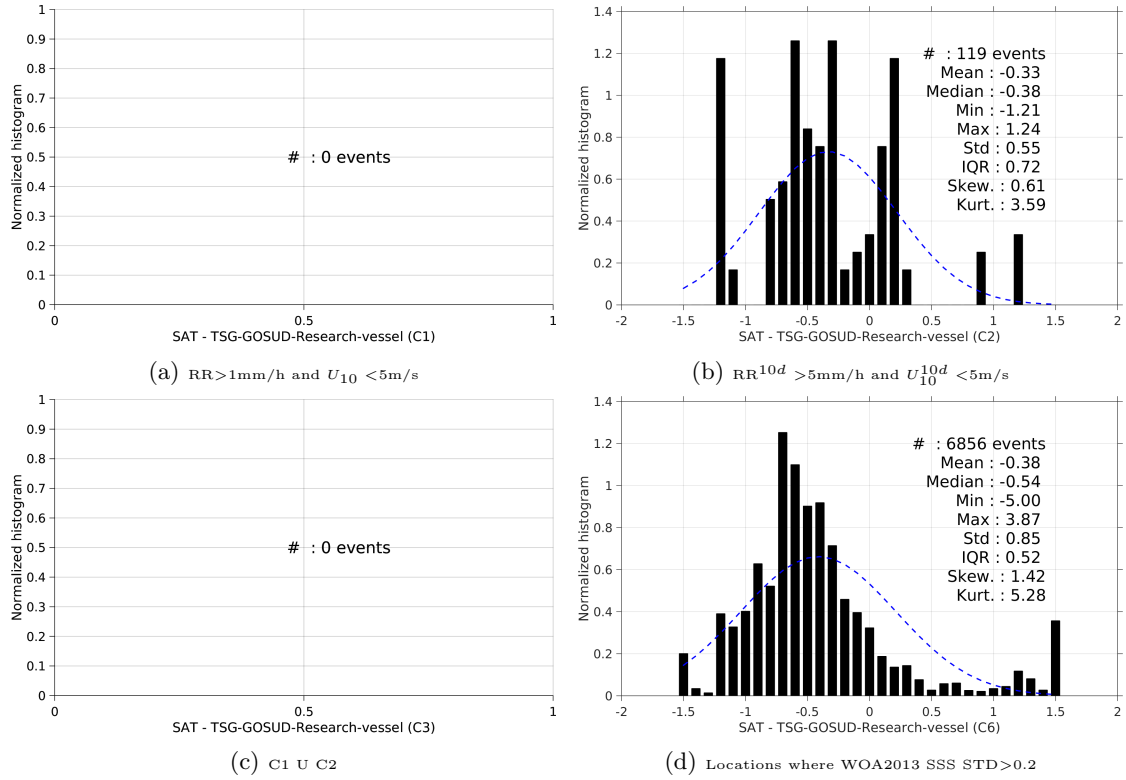 1
0.9
0.8
0.7
0.6
0.5
0.4
0.3
0.2
0.1
0
Normalized histogram
# : 0 events
0 0.5 1
SAT - TSG-GOSUD-Research-vessel (C1)
(a) RR>1mm/h and U10 <5m/s
1.4
1.2
1
0.8
0.6
0.4
0.2
0
Normalized histogram
# : 119 events
Mean : -0.33
Median : -0.38
Min : -1.21
Max : 1.24
Std : 0.55
IQR : 0.72
Skew. : 0.61
Kurt. : 3.59
-2 -1.5 -1 -0.5 0 0.5 1 1.5 2
SAT - TSG-GOSUD-Research-vessel (C2)
(b) RR^10d >5mm/h and U10^10d <5m/s
1
0.9
0.8
0.7
0.6
0.5
0.4
0.3
0.2
0.1
0
Normalized histogram
# : 0 events
0 0.5 1
SAT - TSG-GOSUD-Research-vessel (C3)
(c) C1 U C2
1.4
1.2
1
0.8
0.6
0.4
0.2
0
Normalized histogram
# : 6856 events
Mean : -0.38
Median : -0.54
Min : -5.00
Max : 3.87
Std : 0.85
IQR : 0.52
Skew. : 1.42
Kurt. : 5.28
-2 -1.5 -1 -0.5 0 0.5 1 1.5 2
SAT - TSG-GOSUD-Research-vessel (C6)
(d) Locations where WOA2013 SSS STD>0.2